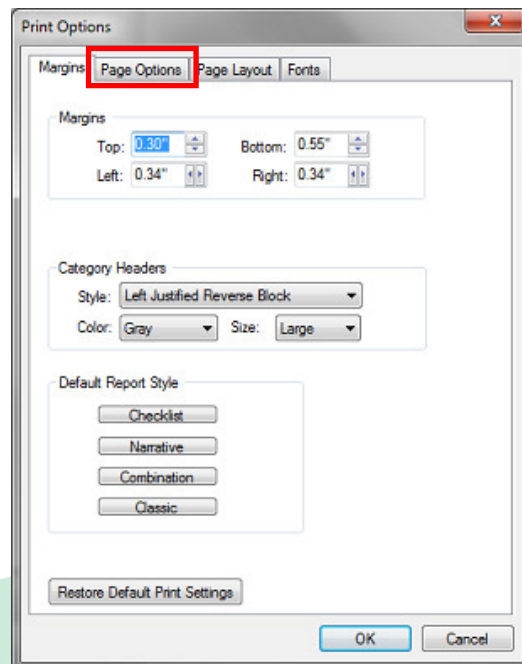 Print Options
Margins Page Options Page Layout Fonts
Margins
Top: 0.30" Bottom: 0.55"
Left: 0.34" Right: 0.34"
Category Headers
Style: Left Justified Reverse Block
Color: Gray Size: Large
Default Report Style
Checklist
Narrative
Combination
Classic
Restore Default Print Settings
OK Cancel